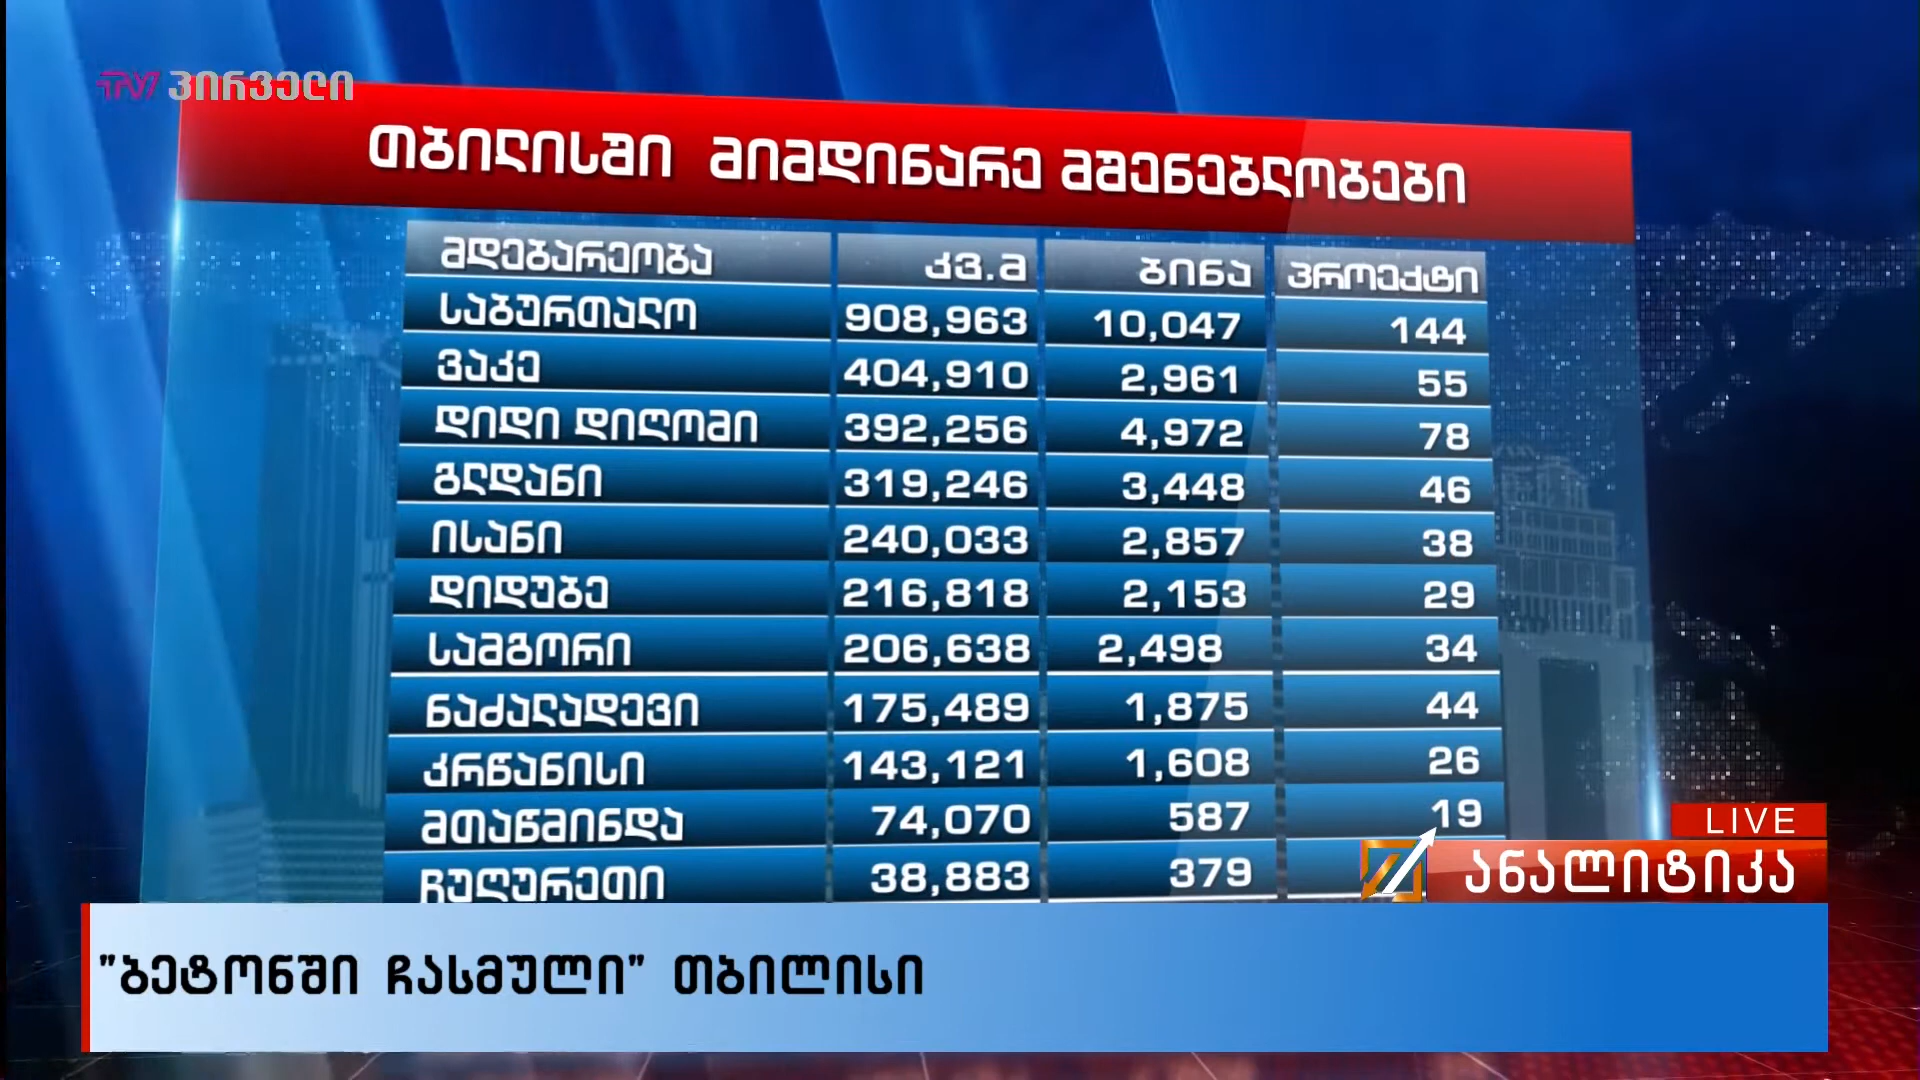 TV პირველი
თბილისში მიმდინარე მშენებლობები
მდებარეობა კვ.მ ბინა პროექტი
საბურთალო 908,963 10,047 144
ვაკე 404,910 2,961 55
დიდი დიღომი 392,256 4,972 78
გლდანი 319,246 3,448 46
ისანი 240,033 2,857 38
დიდუბე 216,818 2,153 29
სამგორი 206,638 2,498 34
ნაძალადევი 175,489 1,875 44
კრწანისი 143,121 1,608 26
მთაწმინდა 74,070 587 19
ჩუღურეთი 38,883 379
LIVE
ანალიტიკა
"ბეტონში ჩასმული" თბილისი